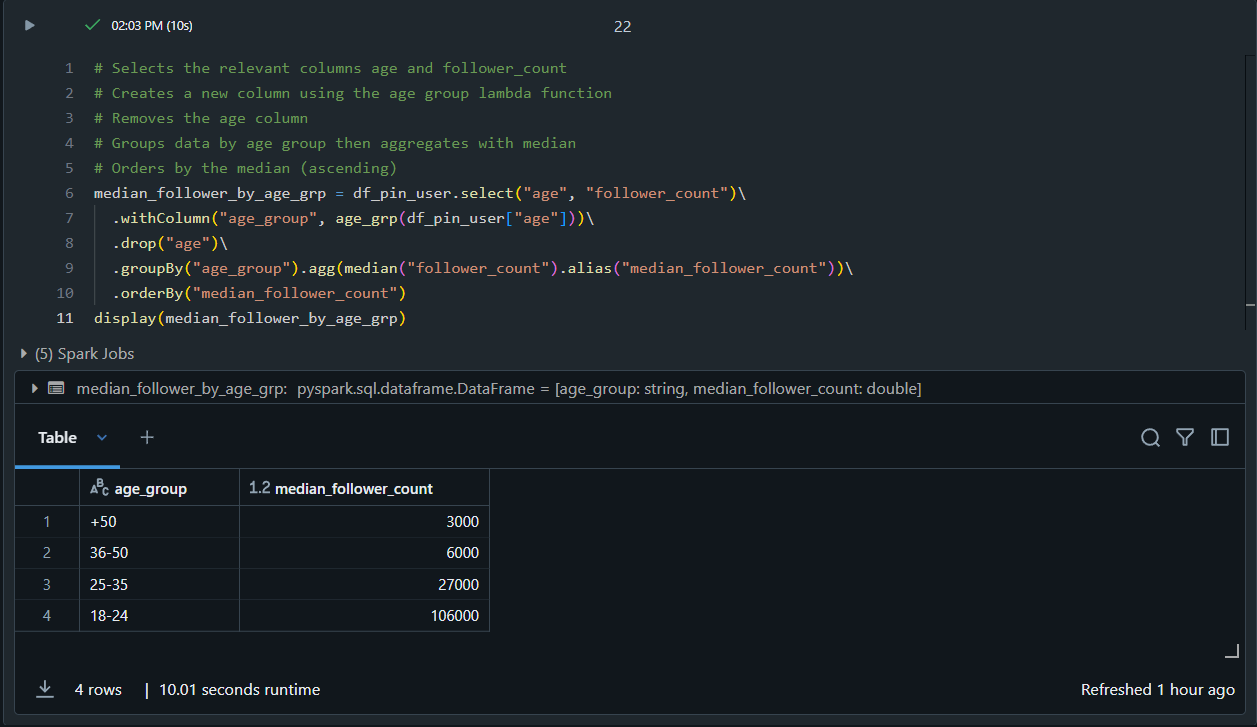 02:03 PM (10s)
22
1 # Selects the relevant columns age and follower_count
2 # Creates a new column using the age group lambda function
3 # Removes the age column
4 # Groups data by age group then aggregates with median
5 # Orders by the median (ascending)
6 median_follower_by_age_grp = df_pin_user.select("age", "follower_count")\
7 .withColumn("age_group", age_grp(df_pin_user["age"]))\
8 .drop("age")\
9 .groupBy("age_group").agg(median("follower_count").alias("median_follower_count"))\
10 .orderBy("median_follower_count")
11 display(median_follower_by_age_grp)
(5) Spark Jobs
median_follower_by_age_grp: pyspark.sql.dataframe.DataFrame = [age_group: string, median_follower_count: double]
Table
ABC age_group 1.2 median_follower_count
1 +50 3000
2 36-50 6000
3 25-35 27000
4 18-24 106000
4 rows | 10.01 seconds runtime Refreshed 1 hour ago